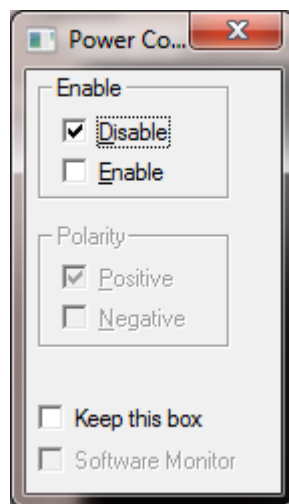 Power Co...
Enable
Disable
Enable
Polarity
Positive
Negative
Keep this box
Software Monitor